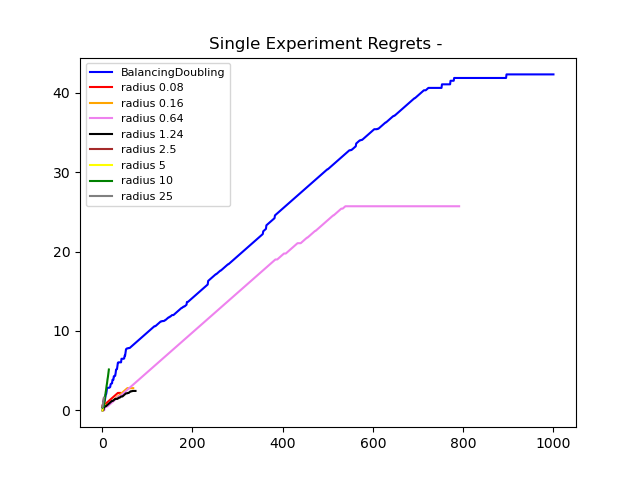 Single Experiment Regrets -
BalancingDoubling
radius 0.08
radius 0.16
radius 0.64
radius 1.24
radius 2.5
radius 5
radius 10
radius 25
40
30
20
10
0
0 200 400 600 800 1000